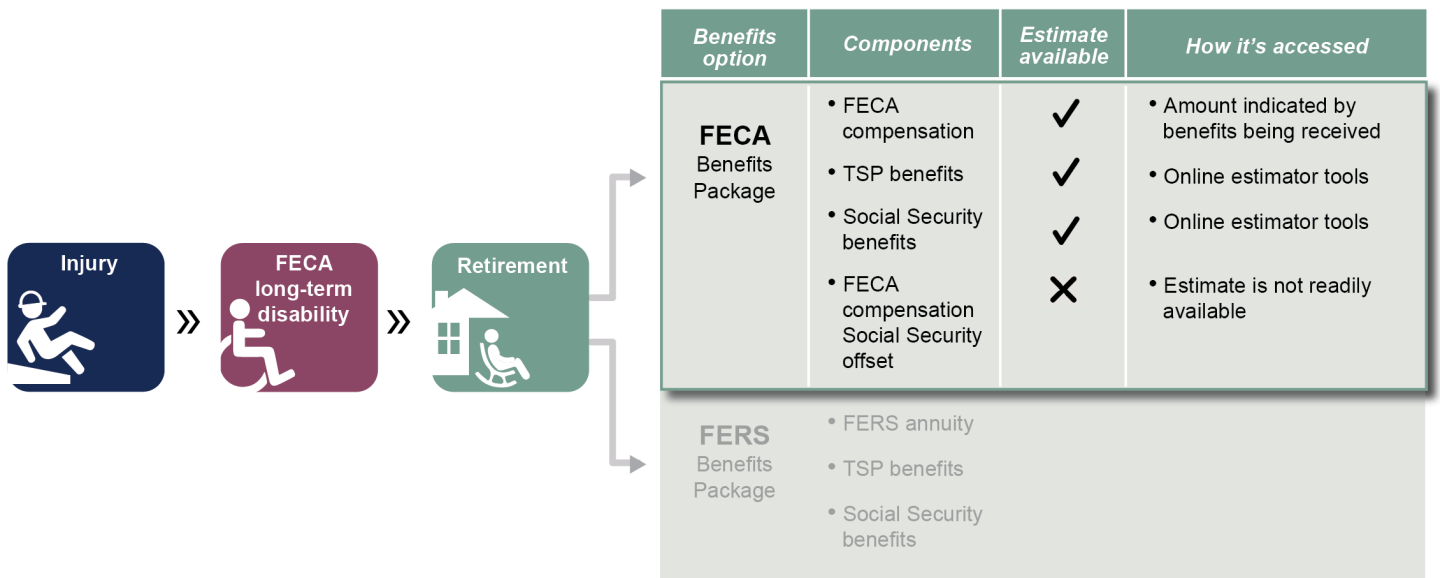 Injury
FECA
long-term
disability
Retirement
Benefits
option
Components
Estimate
available
How it's accessed
FECA
Benefits
Package
• FECA
compensation
• Amount indicated by
benefits being received
• TSP benefits
• Online estimator tools
• Social Security
benefits
• Online estimator tools
• FECA
compensation
Social Security
offset
• Estimate is not readily
available
FERS
Benefits
Package
• FERS annuity
• TSP benefits
• Social Security
benefits